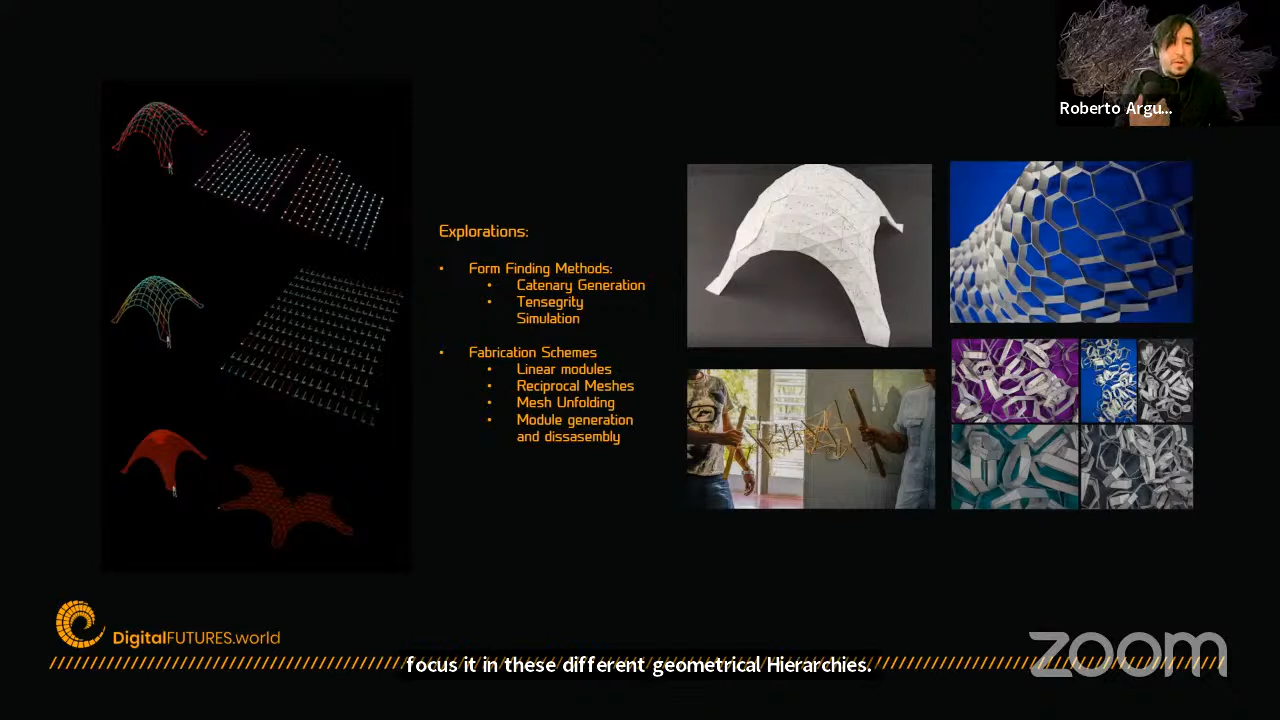 Roberto Argu...
Explorations:
• Form Finding Methods:
• Catenary Generation
• Tensegrity
Simulation
• Fabrication Schemes
• Linear modules
• Reciprocal Meshes
• Mesh Unfolding
• Module generation
and dissasembly
DigitalFUTURES.world
focus it in these different geometrical Hierarchies.
zoom